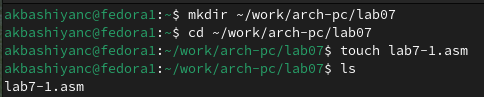 akbashiyanc@fedora1:~$ mkdir ~/work/arch-pc/lab07
akbashiyanc@fedora1:~$ cd ~/work/arch-pc/lab07
akbashiyanc@fedora1:~/work/arch-pc/lab07$ touch lab7-1.asm
akbashiyanc@fedora1:~/work/arch-pc/lab07$ ls
lab7-1.asm